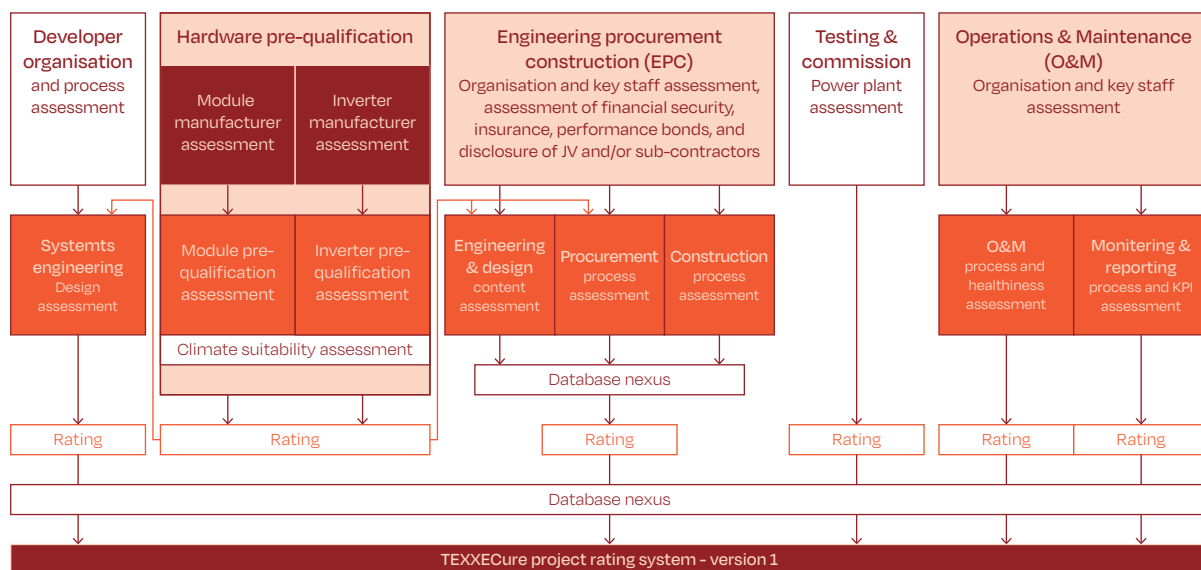 Developer
organisation
and process
assessment
Hardware pre-qualification
Module
manufacturer
assessment
Inverter
manufacturer
assessment
Engineering procurement
construction (EPC)
Organisation and key staff assessment,
assessment of financial security,
insurance, performance bonds, and
disclosure of JV and/or sub-contractors
Testing &
commission
Power plant
assessment
Operations & Maintenance
(O&M)
Organisation and key staff
assessment
Systemts
engineering
Design
assessment
Module pre-
qualification
assessment
Inverter pre-
qualification
assessment
Climate suitability assessment
Engineering
& design
content
assessment
Procurement
process
assessment
Construction
process
assessment
O&M
process and
healthiness
assessment
Monitering &
reporting
process and KPI
assessment
Database nexus
Rating
Rating
Rating
Rating
Rating
Rating
Database nexus
TEXXECure project rating system - version 1